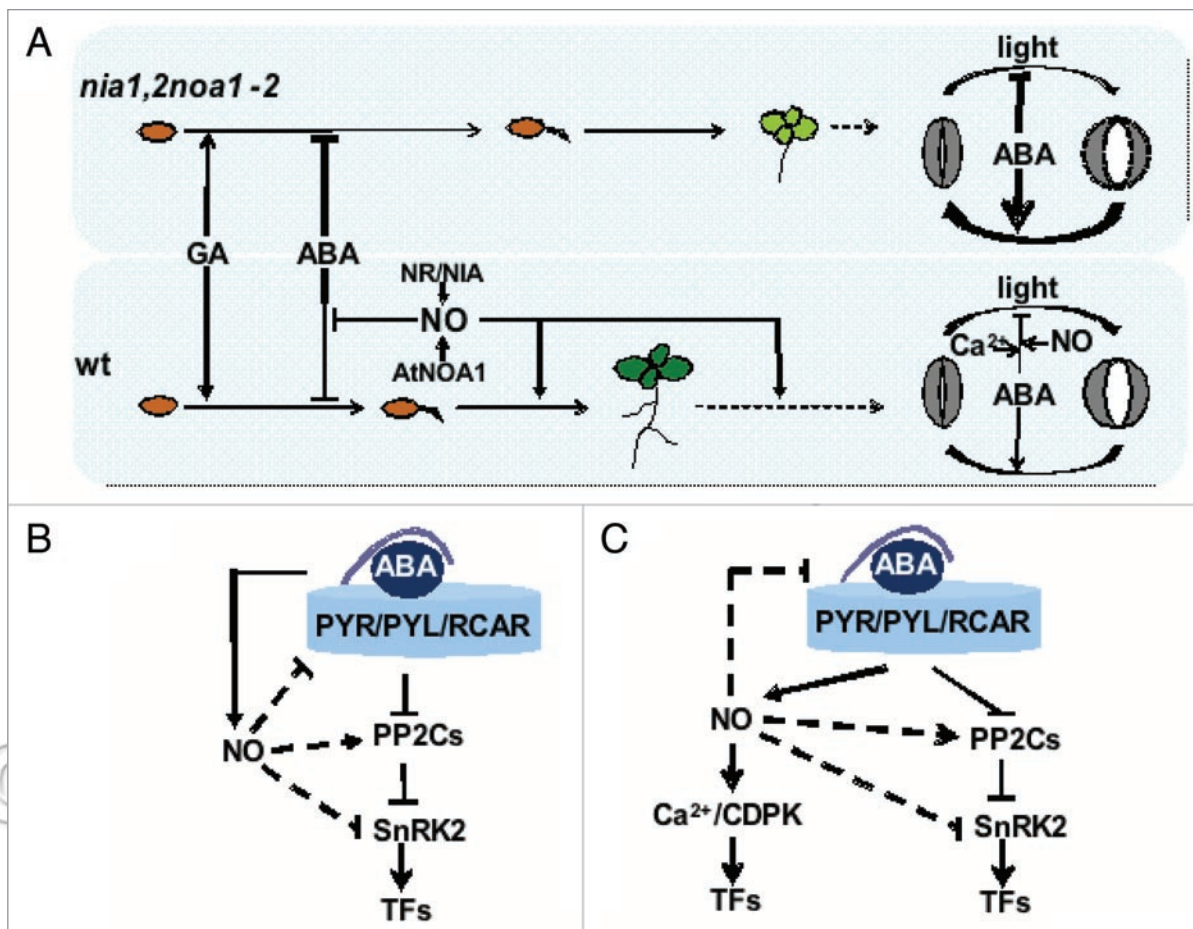 A
nia1,2noa1-2
light
ABA
GA
ABA
NR/NIA
NO
AtNOA1
wt
light
Ca²⁺
NO
ABA
B
ABA
PYR/PYL/RCAR
NO
PP2Cs
SnRK2
TFs
C
ABA
PYR/PYL/RCAR
NO
PP2Cs
Ca²⁺/CDPK
SnRK2
TFs
TFs